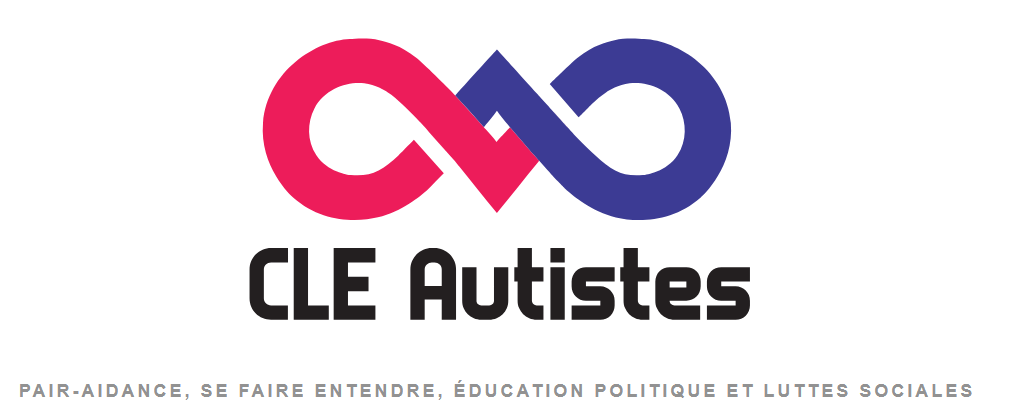 CLE Autistes
PAIR-AIDANCE, SE FAIRE ENTENDRE, ÉDUCATION POLITIQUE ET LUTTES SOCIALES